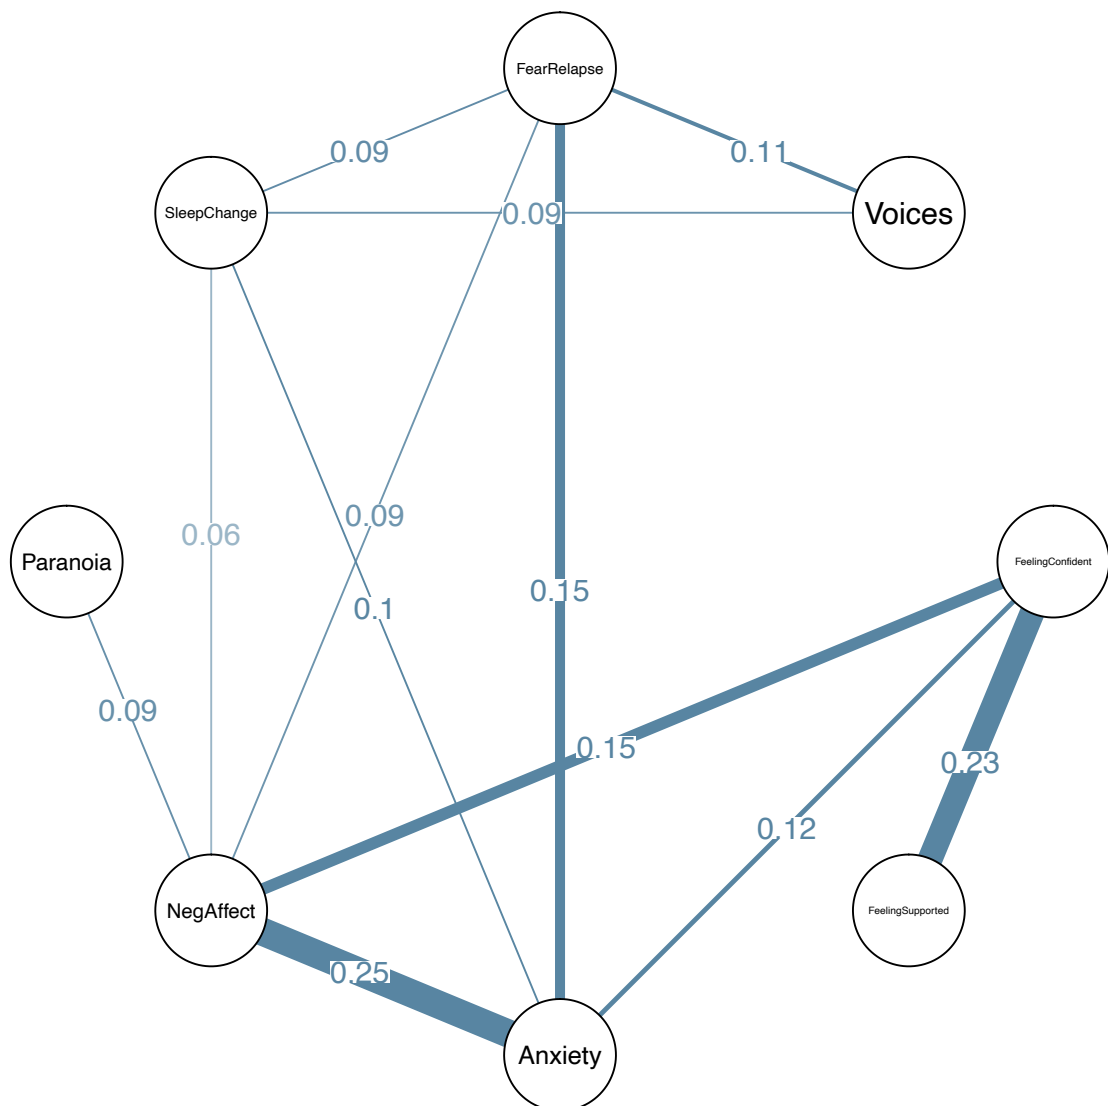 FearRelapse
0.09
0.11
SleepChange
0.09
Voices
0.09
0.06
Paranoia
FeelingConfident
0.15
0.1
0.09
0.15
0.23
0.12
NegAffect
FeelingSupported
0.25
Anxiety